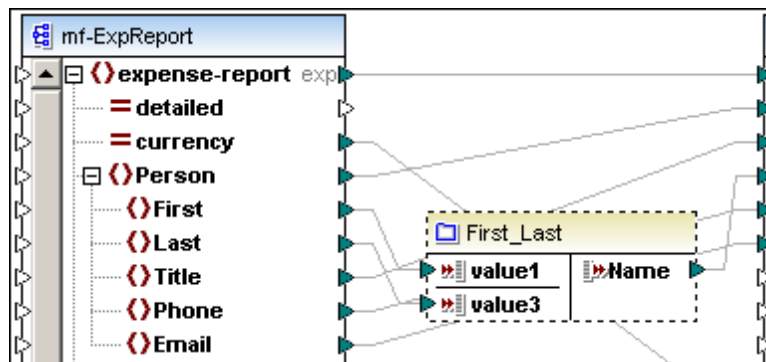 mf-ExpReport
expense-report exp
detailed
currency
Person
First
Last
Title
Phone
Email
First_Last
value1
Name
value3